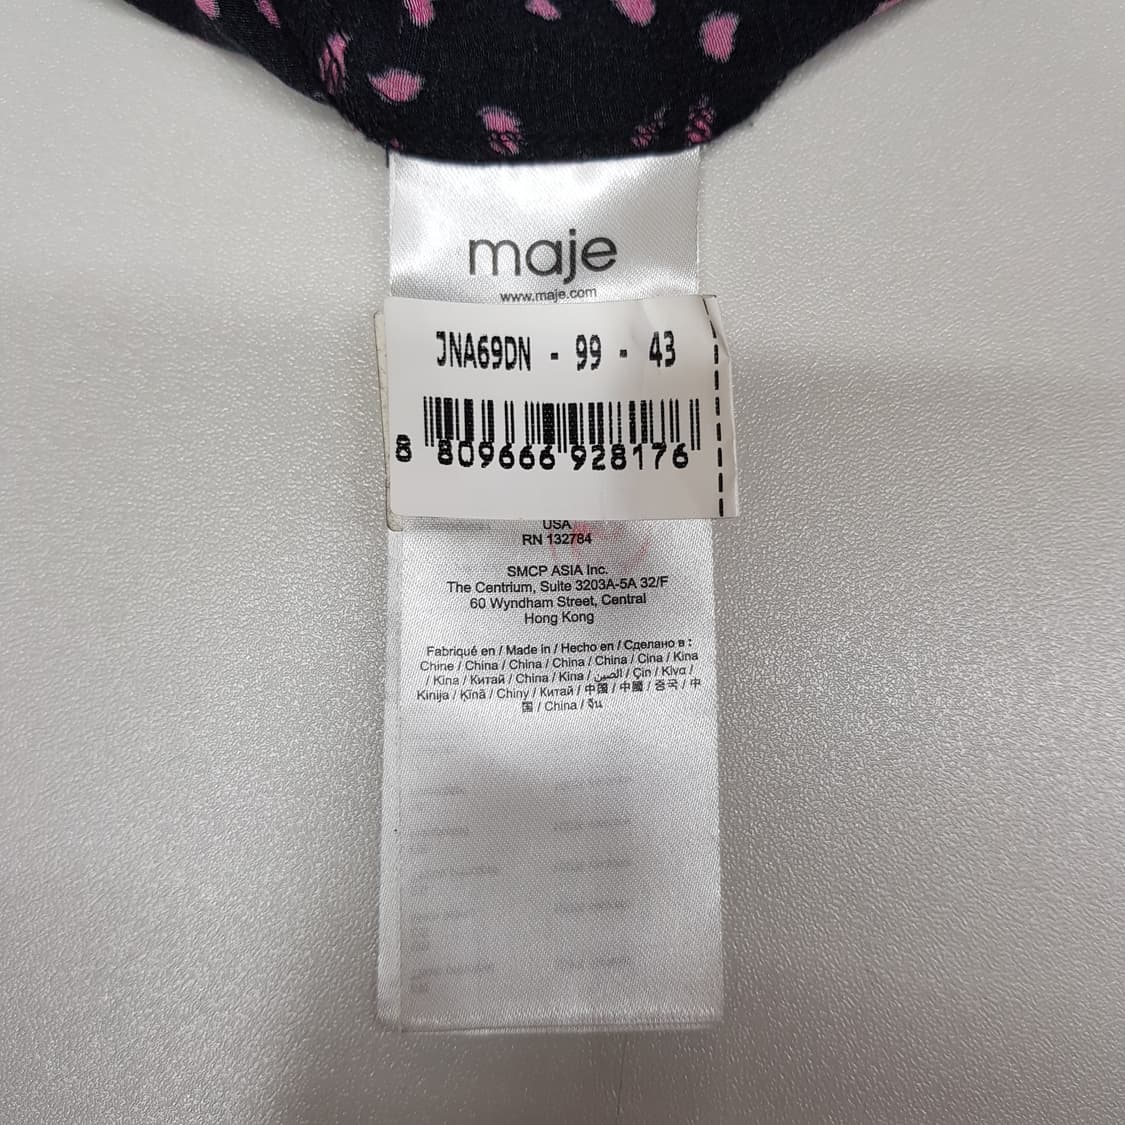 maje
www.maje.com
JNA69DN - 99 - 43
8 809666 928176
USA
RN 132784
SMCP ASIA Inc.
The Centrium, Suite 3203A-5A 32/F
60 Wyndham Street, Central
Hong Kong
Fabriqué en / Made in / Hecho en / Сделано в :
Chine / China / China / China / China / Cina / Kina
/ Kina / Китай / China / Kina / الصين / Çin / Κίνα /
Kinija / Ķīnā / Chiny / Китай / 中国 / 中國 / 중국 / 中
国 / China / จีน